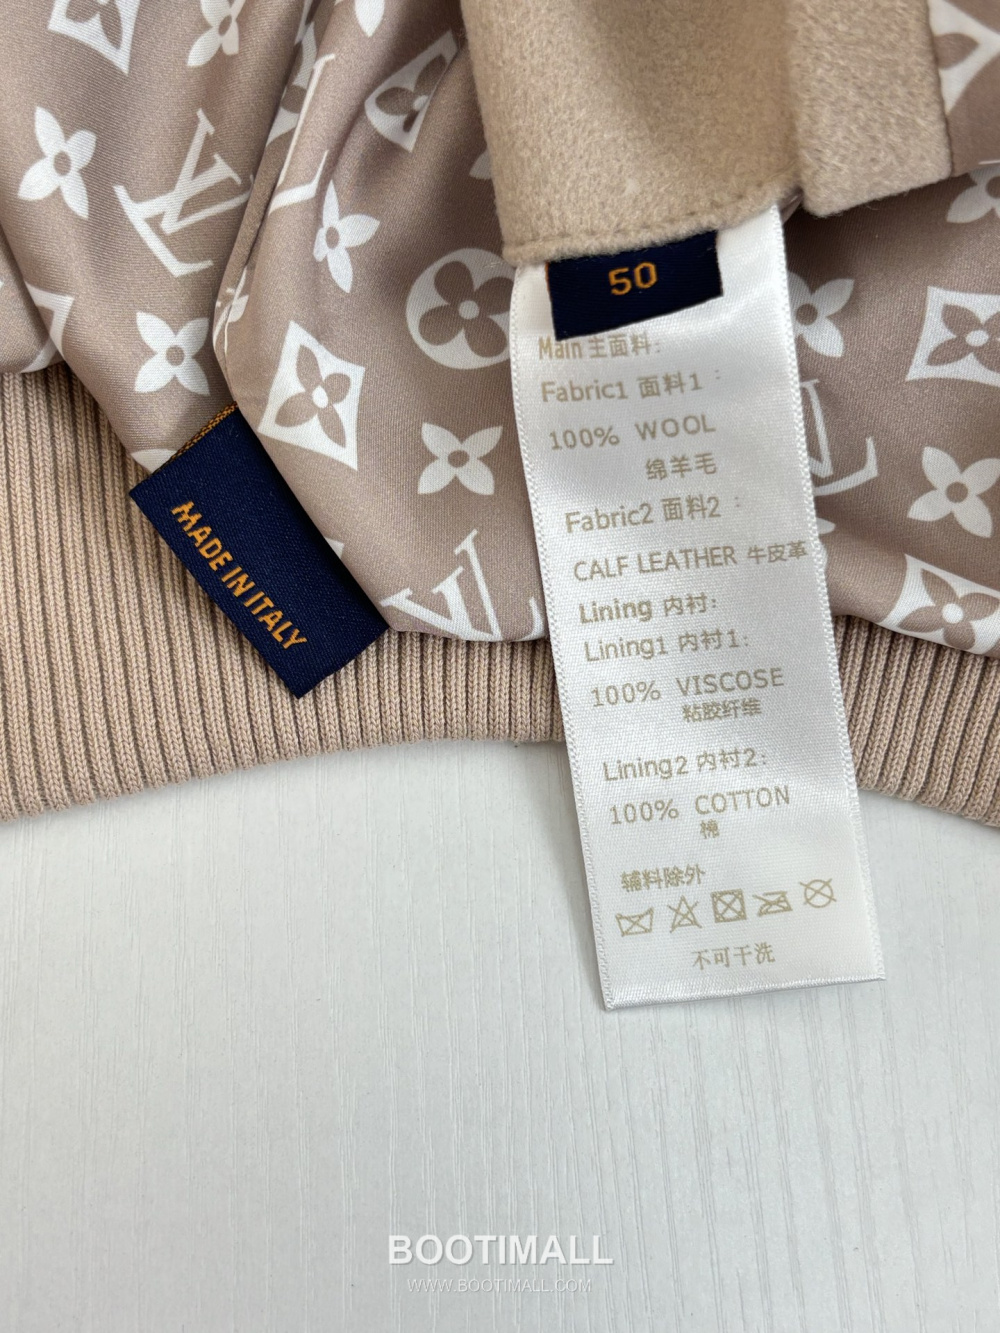 50
Main 主面料:
Fabric1 面料1 :
100% WOOL
绵羊毛
Fabric2 面料2 :
CALF LEATHER 牛皮革
Lining 内衬:
Lining1 内衬1:
100% VISCOSE
粘胶纤维
Lining2 内衬2:
100% COTTON
棉
辅料除外
不可干洗
MADE IN ITALY
BOOTIMALL
WWW.BOOTIMALL.COM